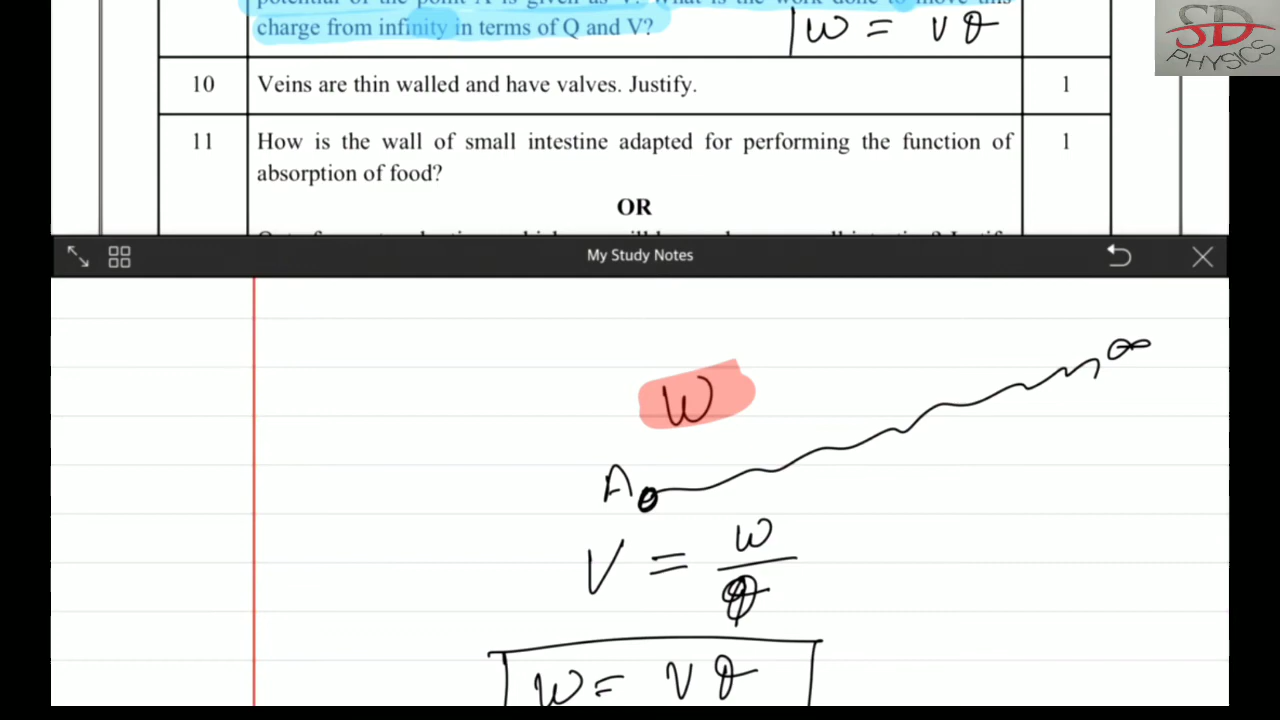 charge from infinity in terms of Q and V?
W = VQ
SD
PHYSICS
10 Veins are thin walled and have valves. Justify. 1
11 How is the wall of small intestine adapted for performing the function of 1
absorption of food?
OR
My Study Notes
∞
W
A
V = W/Q
W = VQ